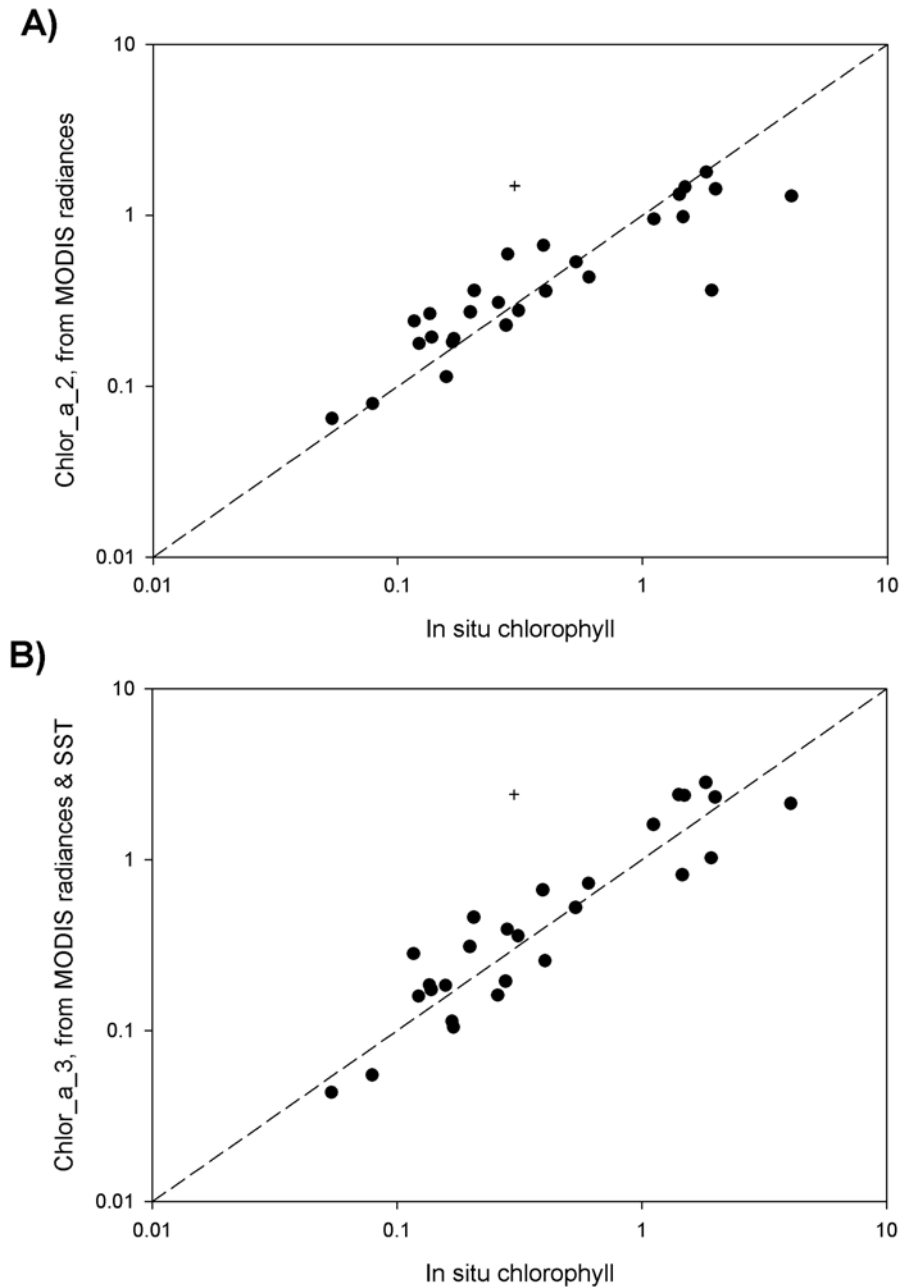 A)
10
1
0.1
0.01
Chlor_a_2, from MODIS radiances
0.01 0.1 1 10
In situ chlorophyll
B)
10
1
0.1
0.01
Chlor_a_3, from MODIS radiances & SST
0.01 0.1 1 10
In situ chlorophyll